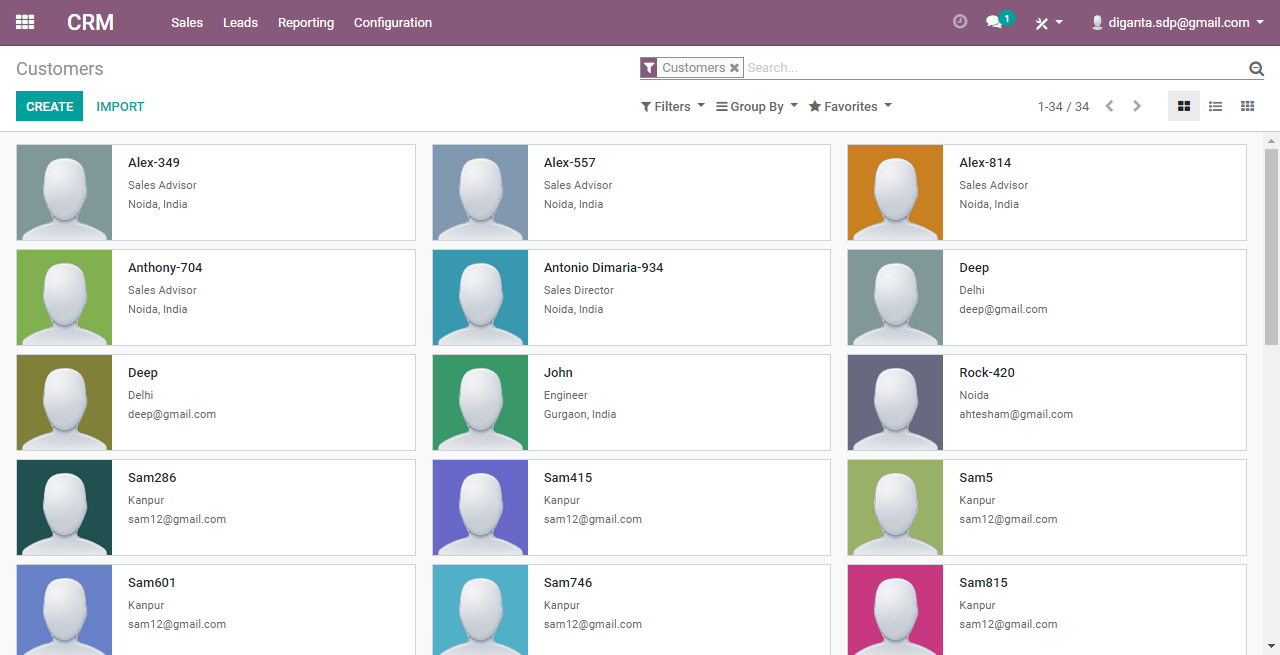 CRM Sales Leads Reporting Configuration 1 diganta.sdp@gmail.com
Customers Customers Search...
CREATE IMPORT Filters Group By Favorites 1-34 / 34
Alex-349
Sales Advisor
Noida, India
Alex-557
Sales Advisor
Noida, India
Alex-814
Sales Advisor
Noida, India
Anthony-704
Sales Advisor
Noida, India
Antonio Dimaria-934
Sales Director
Noida, India
Deep
Delhi
deep@gmail.com
Deep
Delhi
deep@gmail.com
John
Engineer
Gurgaon, India
Rock-420
Noida
ahtesham@gmail.com
Sam286
Kanpur
sam12@gmail.com
Sam415
Kanpur
sam12@gmail.com
Sam5
Kanpur
sam12@gmail.com
Sam601
Kanpur
sam12@gmail.com
Sam746
Kanpur
sam12@gmail.com
Sam815
Kanpur
sam12@gmail.com